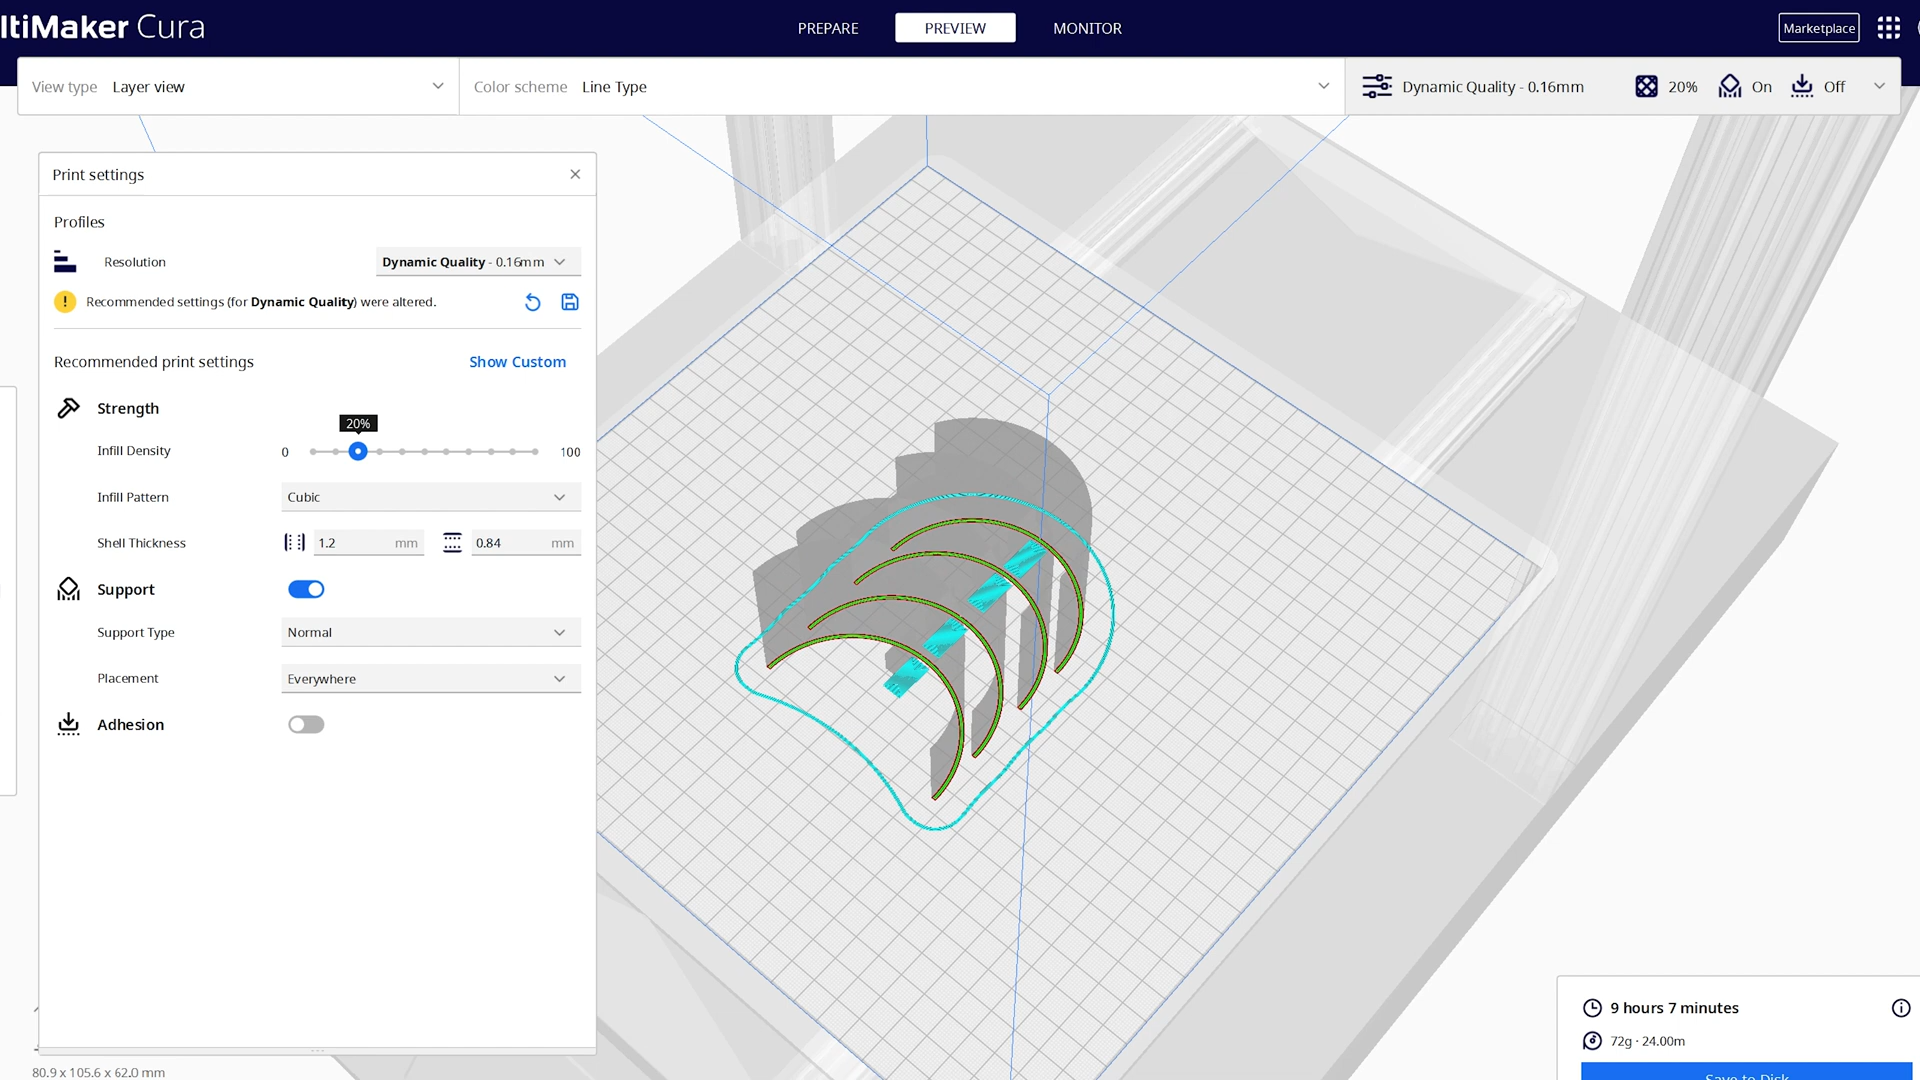 ltiMaker Cura
PREPARE
PREVIEW
MONITOR
Marketplace
View type Layer view
Color scheme Line Type
Dynamic Quality - 0.16mm
20%
On
Off
Print settings
Profiles
Resolution
Dynamic Quality - 0.16mm
Recommended settings (for Dynamic Quality) were altered.
Recommended print settings
Show Custom
Strength
20%
Infill Density
0
100
Infill Pattern
Cubic
Shell Thickness
1.2 mm
0.84 mm
Support
Support Type
Normal
Placement
Everywhere
Adhesion
80.9 x 105.6 x 62.0 mm
9 hours 7 minutes
72g · 24.00m
Save to Disk